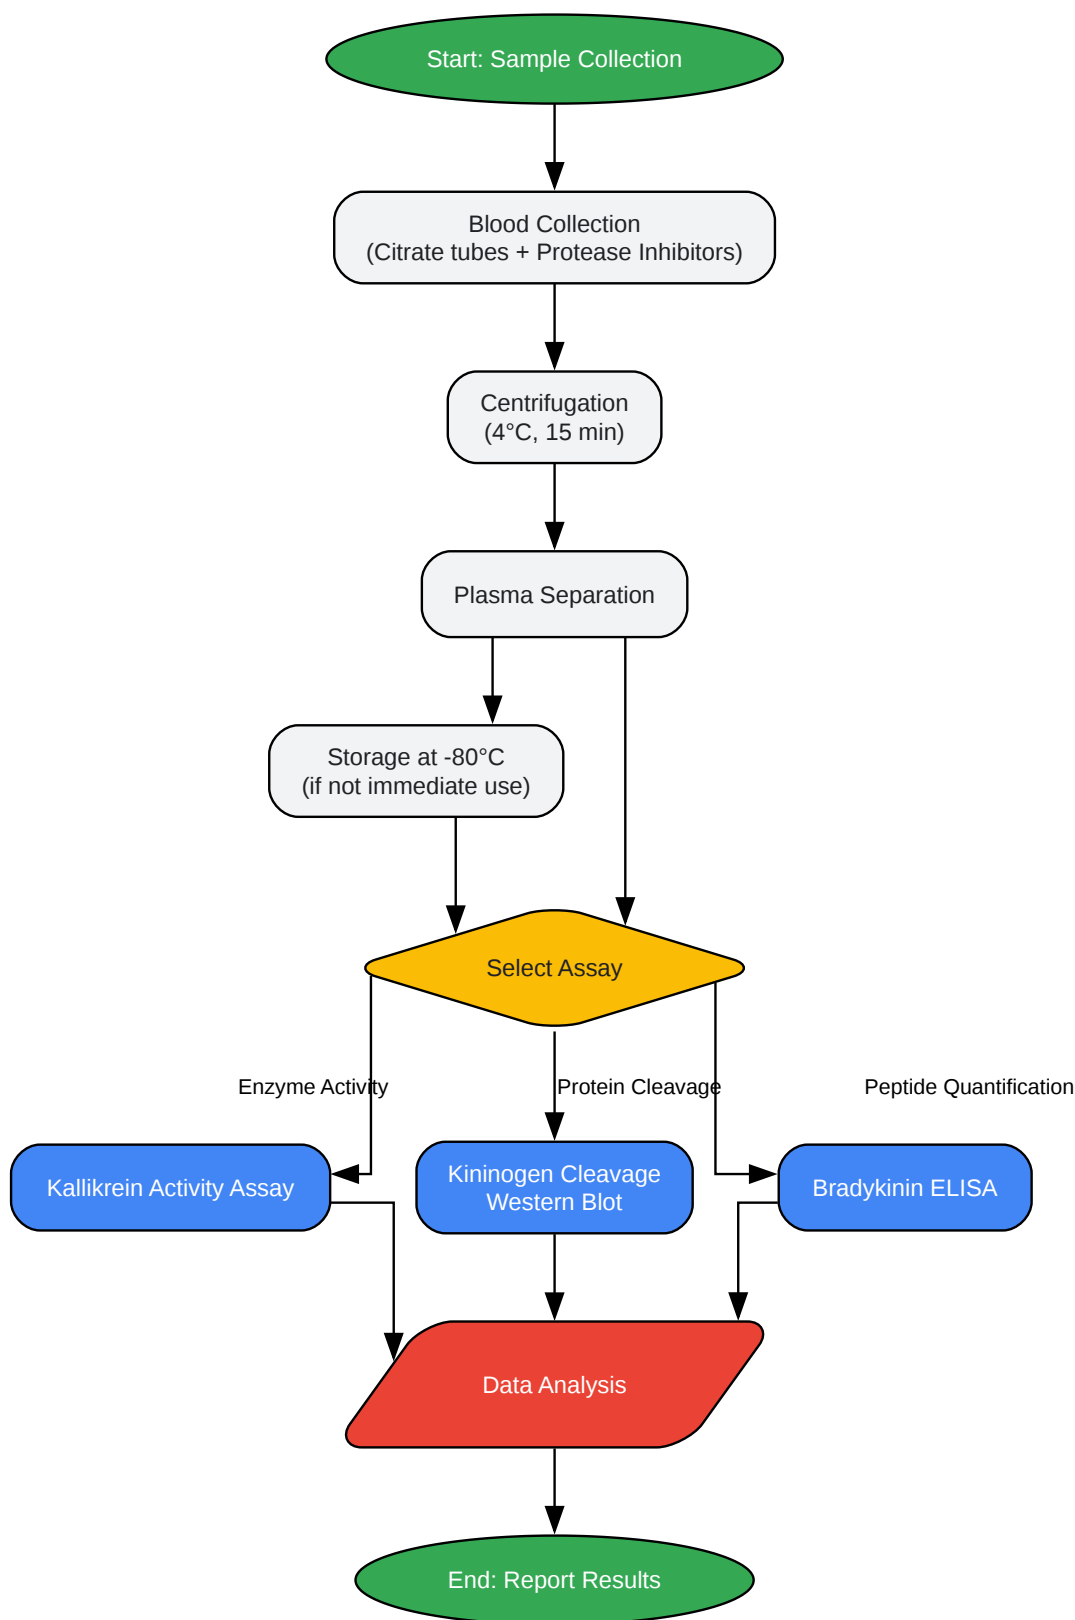 Start: Sample Collection
Blood Collection
(Citrate tubes + Protease Inhibitors)
Centrifugation
(4°C, 15 min)
Plasma Separation
Storage at -80°C
(if not immediate use)
Select Assay
Enzyme Activity
Protein Cleavage
Peptide Quantification
Kallikrein Activity Assay
Kininogen Cleavage
Western Blot
Bradykinin ELISA
Data Analysis
End: Report Results